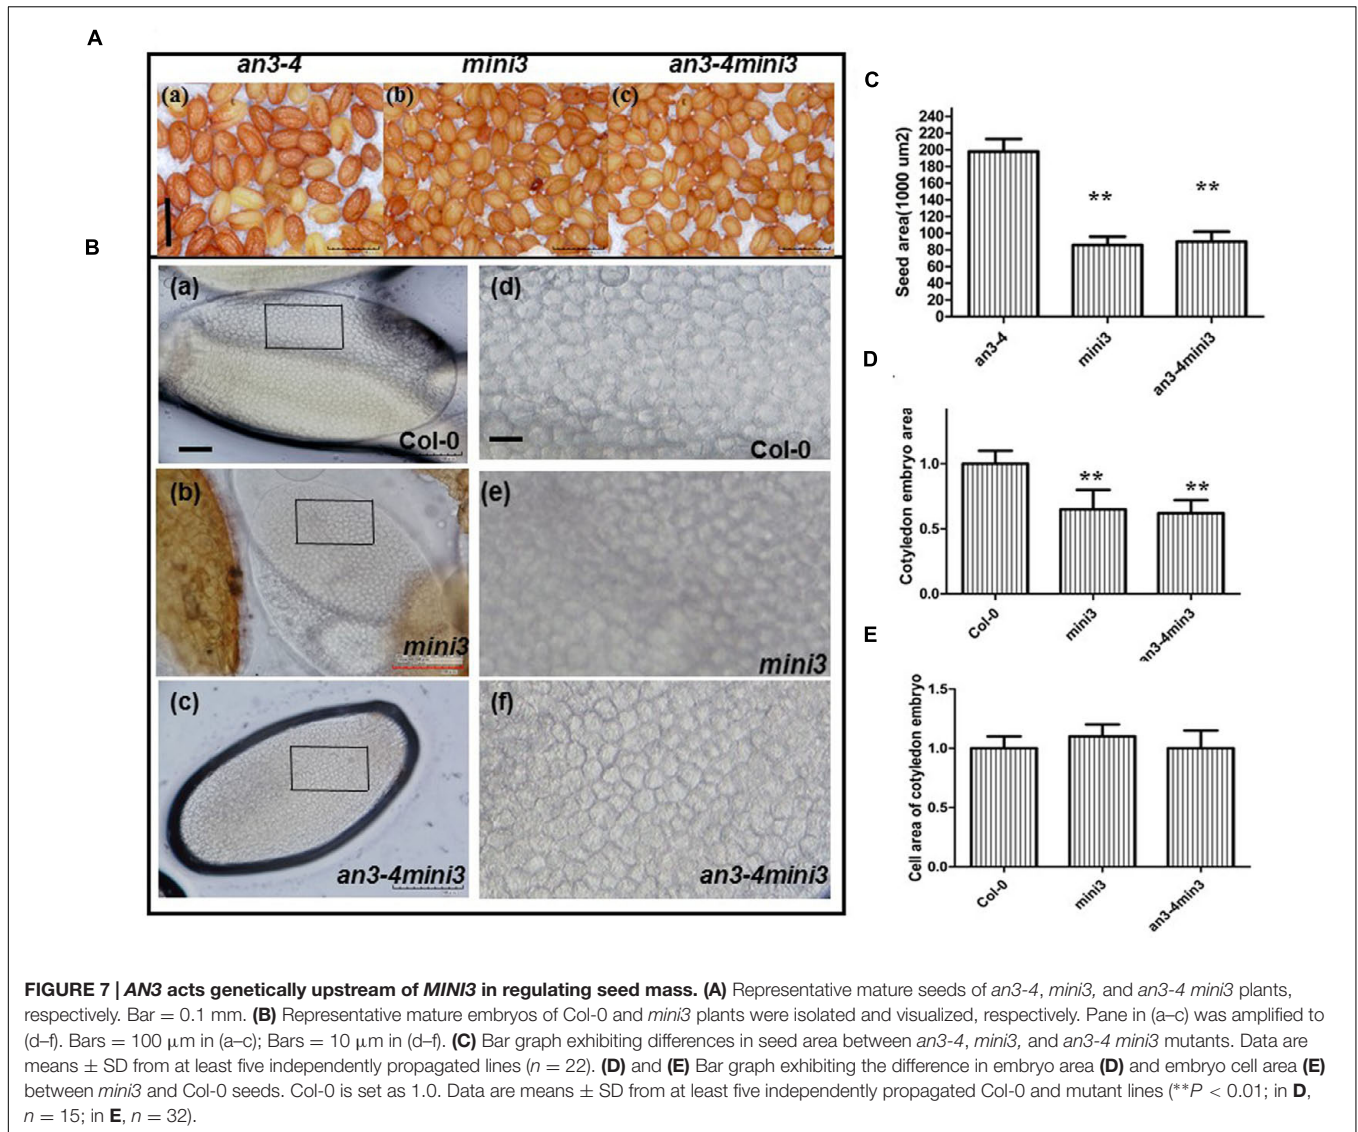 A
an3-4 mini3 an3-4mini3
(a) (b) (c)
B
(a) (d)
Col-0 Col-0
(b) (e)
mini3 mini3
(c) (f)
an3-4mini3 an3-4mini3
C
Seed area(1000 um2)
240
220
200
180
160
140
120
100
80
60
40
20
0
** **
an3-4 mini3 an3-4mini3
D
Cotyledon embryo area
1.0
0.5
0.0
** **
Col-0 mini3 an3-4min3
E
Cell area of cotyledon embryo
1.5
1.0
0.5
0.0
Col-0 mini3 an3-4min3
FIGURE 7 | AN3 acts genetically upstream of MINI3 in regulating seed mass. (A) Representative mature seeds of an3-4, mini3, and an3-4 mini3 plants,
respectively. Bar = 0.1 mm. (B) Representative mature embryos of Col-0 and mini3 plants were isolated and visualized, respectively. Pane in (a–c) was amplified to
(d–f). Bars = 100 μm in (a–c); Bars = 10 μm in (d–f). (C) Bar graph exhibiting differences in seed area between an3-4, mini3, and an3-4 mini3 mutants. Data are
means ± SD from at least five independently propagated lines (n = 22). (D) and (E) Bar graph exhibiting the difference in embryo area (D) and embryo cell area (E)
between mini3 and Col-0 seeds. Col-0 is set as 1.0. Data are means ± SD from at least five independently propagated Col-0 and mutant lines (**P < 0.01; in D,
n = 15; in E, n = 32).